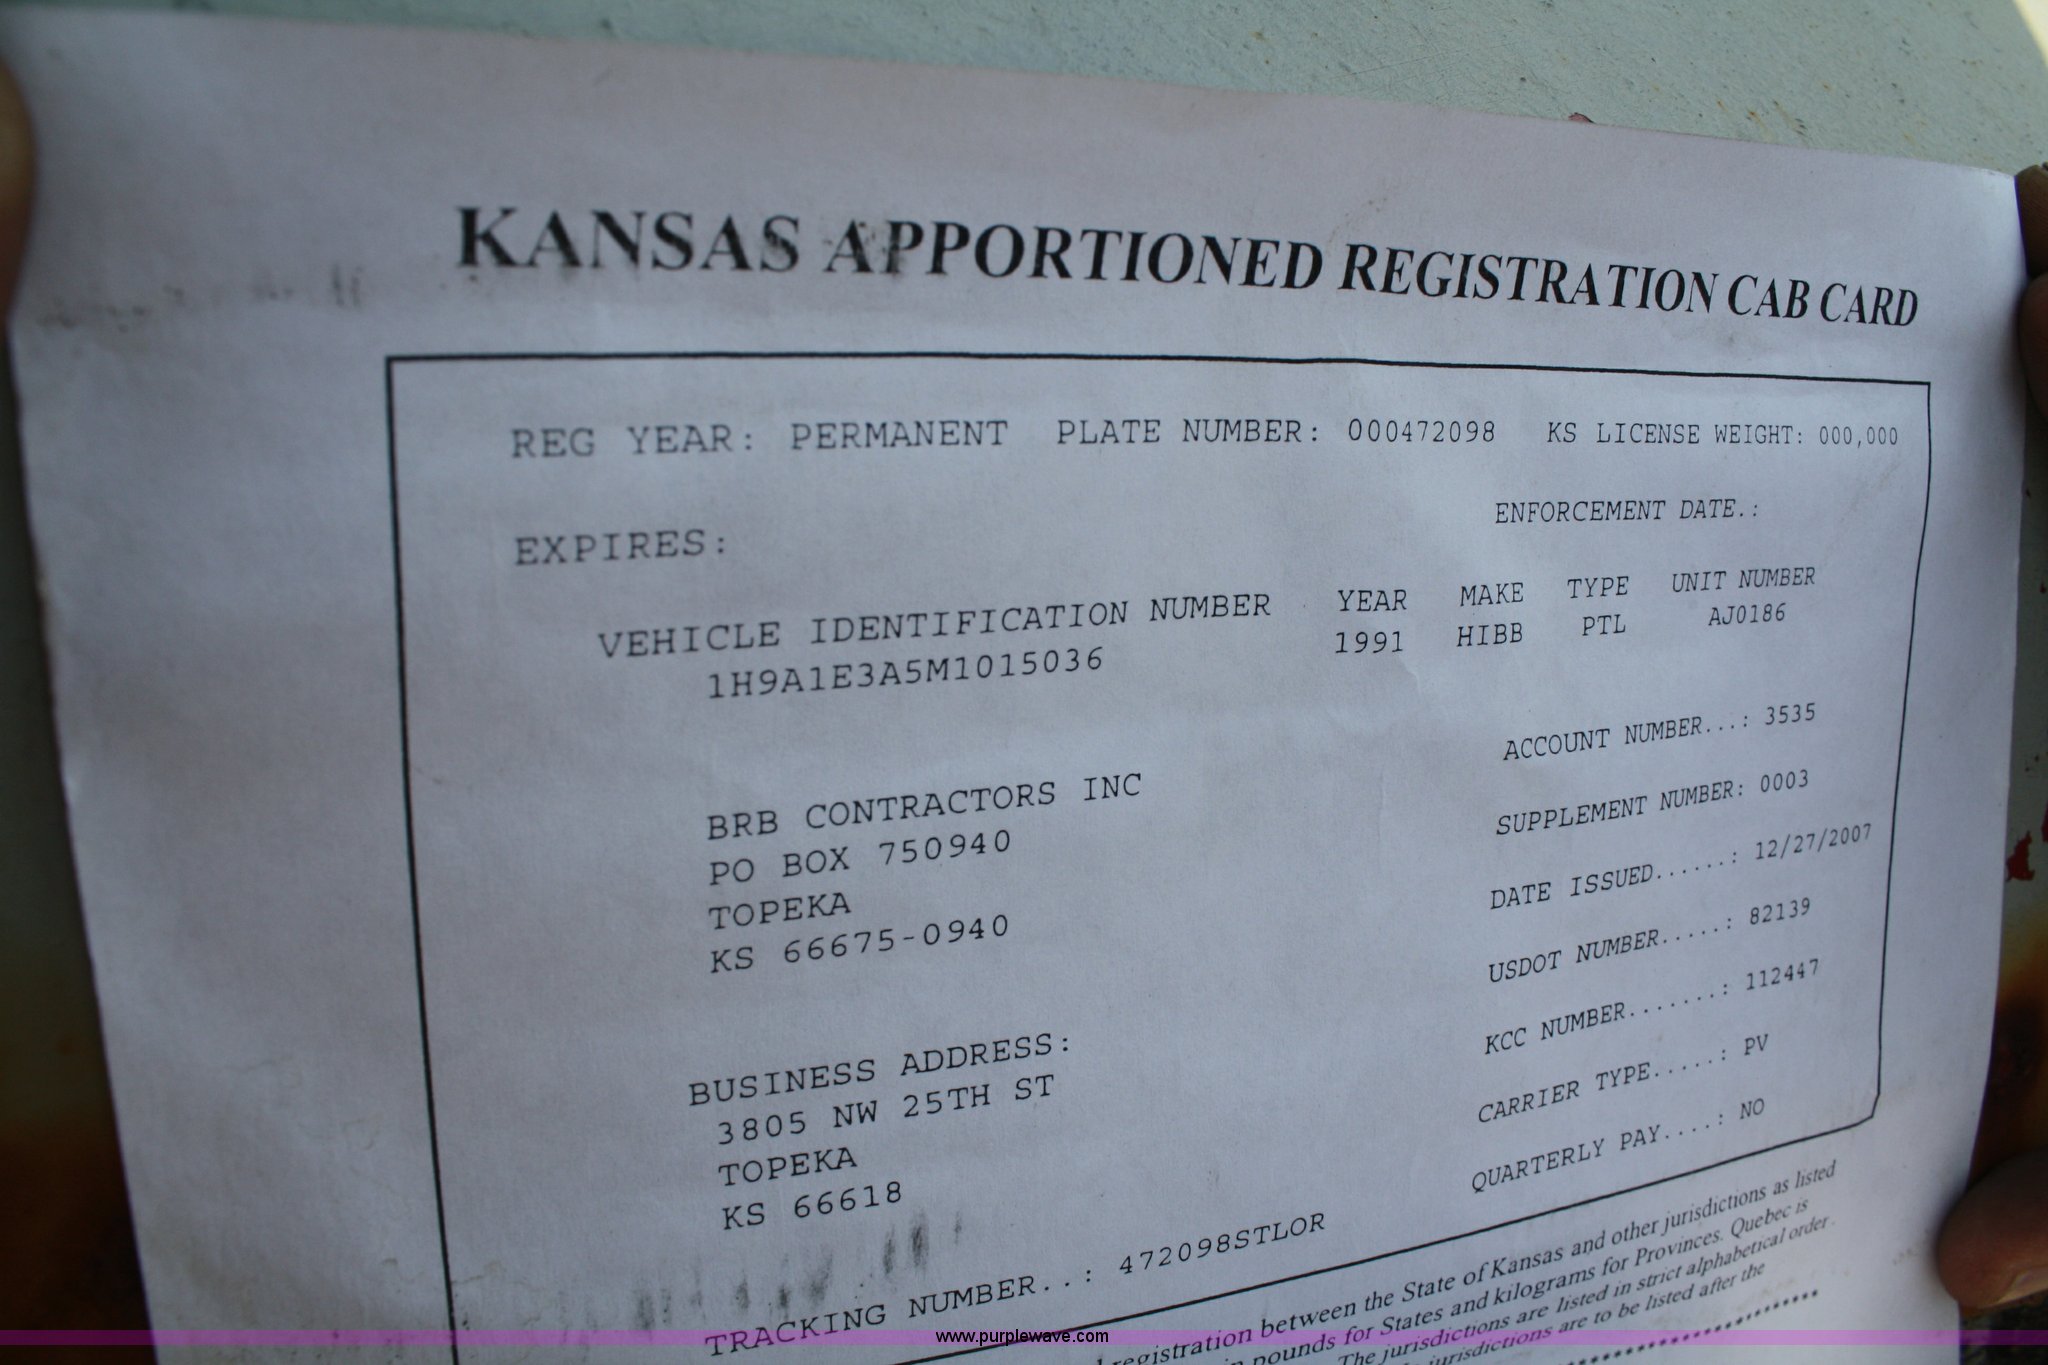 KANSAS APPORTIONED REGISTRATION CAB CARD
REG YEAR: PERMANENT PLATE NUMBER: 000472098 KS LICENSE WEIGHT: 000,000
EXPIRES:
ENFORCEMENT DATE.:
VEHICLE IDENTIFICATION NUMBER YEAR MAKE TYPE UNIT NUMBER
1H9A1E3A5M1015036 1991 HIBB PTL AJ0186
BRB CONTRACTORS INC
PO BOX 750940
TOPEKA
KS 66675-0940
ACCOUNT NUMBER...: 3535
SUPPLEMENT NUMBER: 0003
DATE ISSUED......: 12/27/2007
USDOT NUMBER.....: 82139
KCC NUMBER.......: 112447
CARRIER TYPE.....: PV
QUARTERLY PAY....: NO
BUSINESS ADDRESS:
3805 NW 25TH ST
TOPEKA
KS 66618
TRACKING NUMBER..: 472098STLOR
registration between the State of Kansas and other jurisdictions as listed
in pounds for States and kilograms for Provinces. Quebec is
The jurisdictions are listed in strict alphabetical order.
jurisdictions are to be listed after the
www.purplewave.com